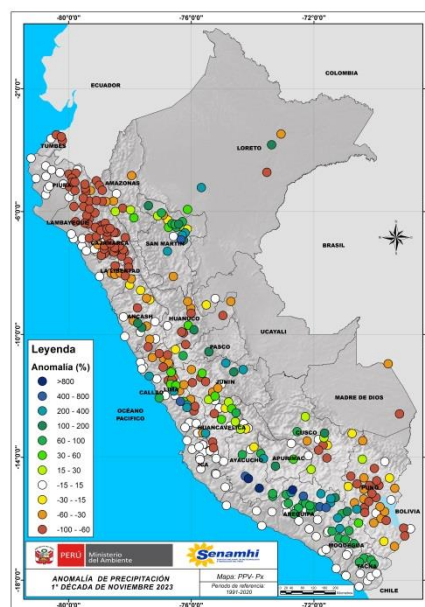 -80°0'0"
-76°0'0"
-72°0'0"
ECUADOR
COLOMBIA
-2°0'0"
LORETO
TUMBES
PIURA
AMAZONAS
-6°0'0"
LAMBAYEQUE
CAJAMARCA
SAN MARTIN
BRASIL
LA LIBERTAD
ANCASH
HUANUCO
-10°0'0"
UCAYALI
PASCO
Leyenda
Anomalía (%)
>800
400 - 800
200 - 400
100 - 200
60 - 100
30 - 60
15 - 30
-15 - 15
-30 - -15
-60 - -30
-100 - -60
JUNIN
LIMA
CALLAO
MADRE DE DIOS
OCEANO
PACIFICO
HUANCAVELICA
CUSCO
-14°0'0"
ICA
AYACUCHO
APURIMAC
PUNO
BOLIVIA
AREQUIPA
MOQUEGUA
TACNA
CHILE
-18°0'0"
PERÚ
Ministerio
del Ambiente
Senamhi
ANOMALÍA DE PRECIPITACIÓN
1° DÉCADA DE NOVIEMBRE 2023
Mapa: PPV- Px
Periodo de referencia:
1991-2020